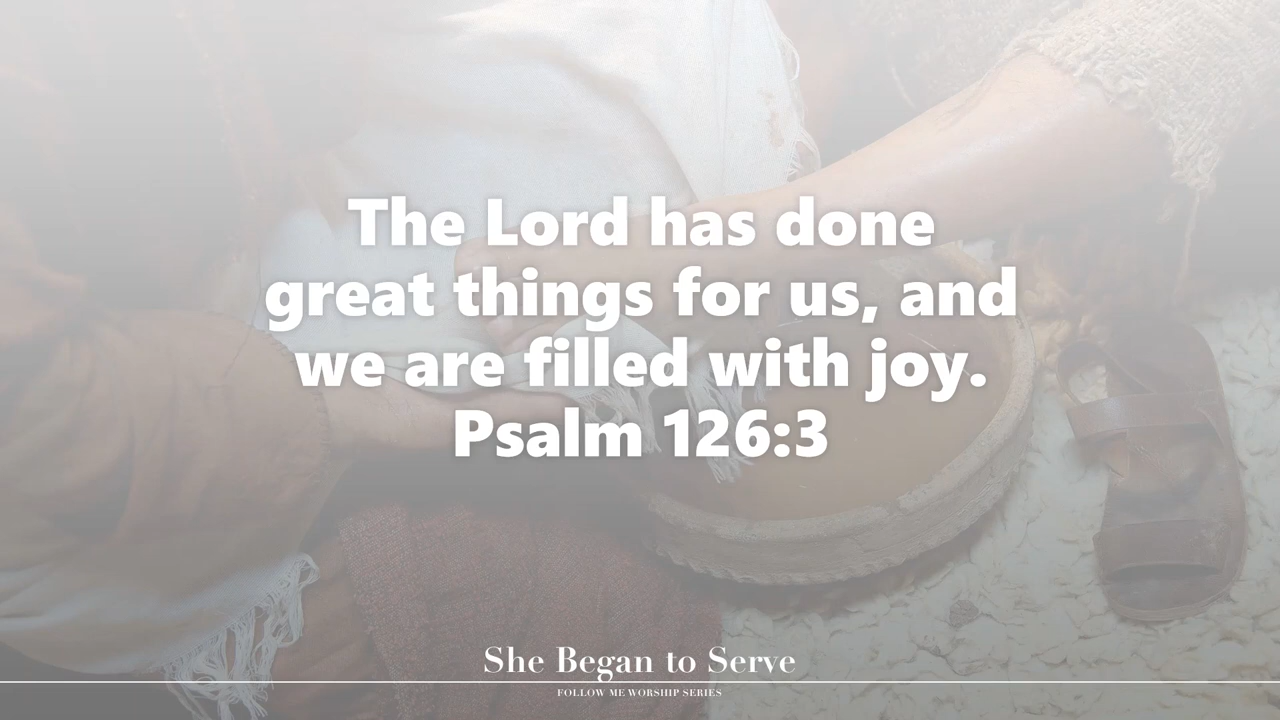 The Lord has done
great things for us, and
we are filled with joy.
Psalm 126:3
She Began to Serve
FOLLOW ME WORSHIP SERIES